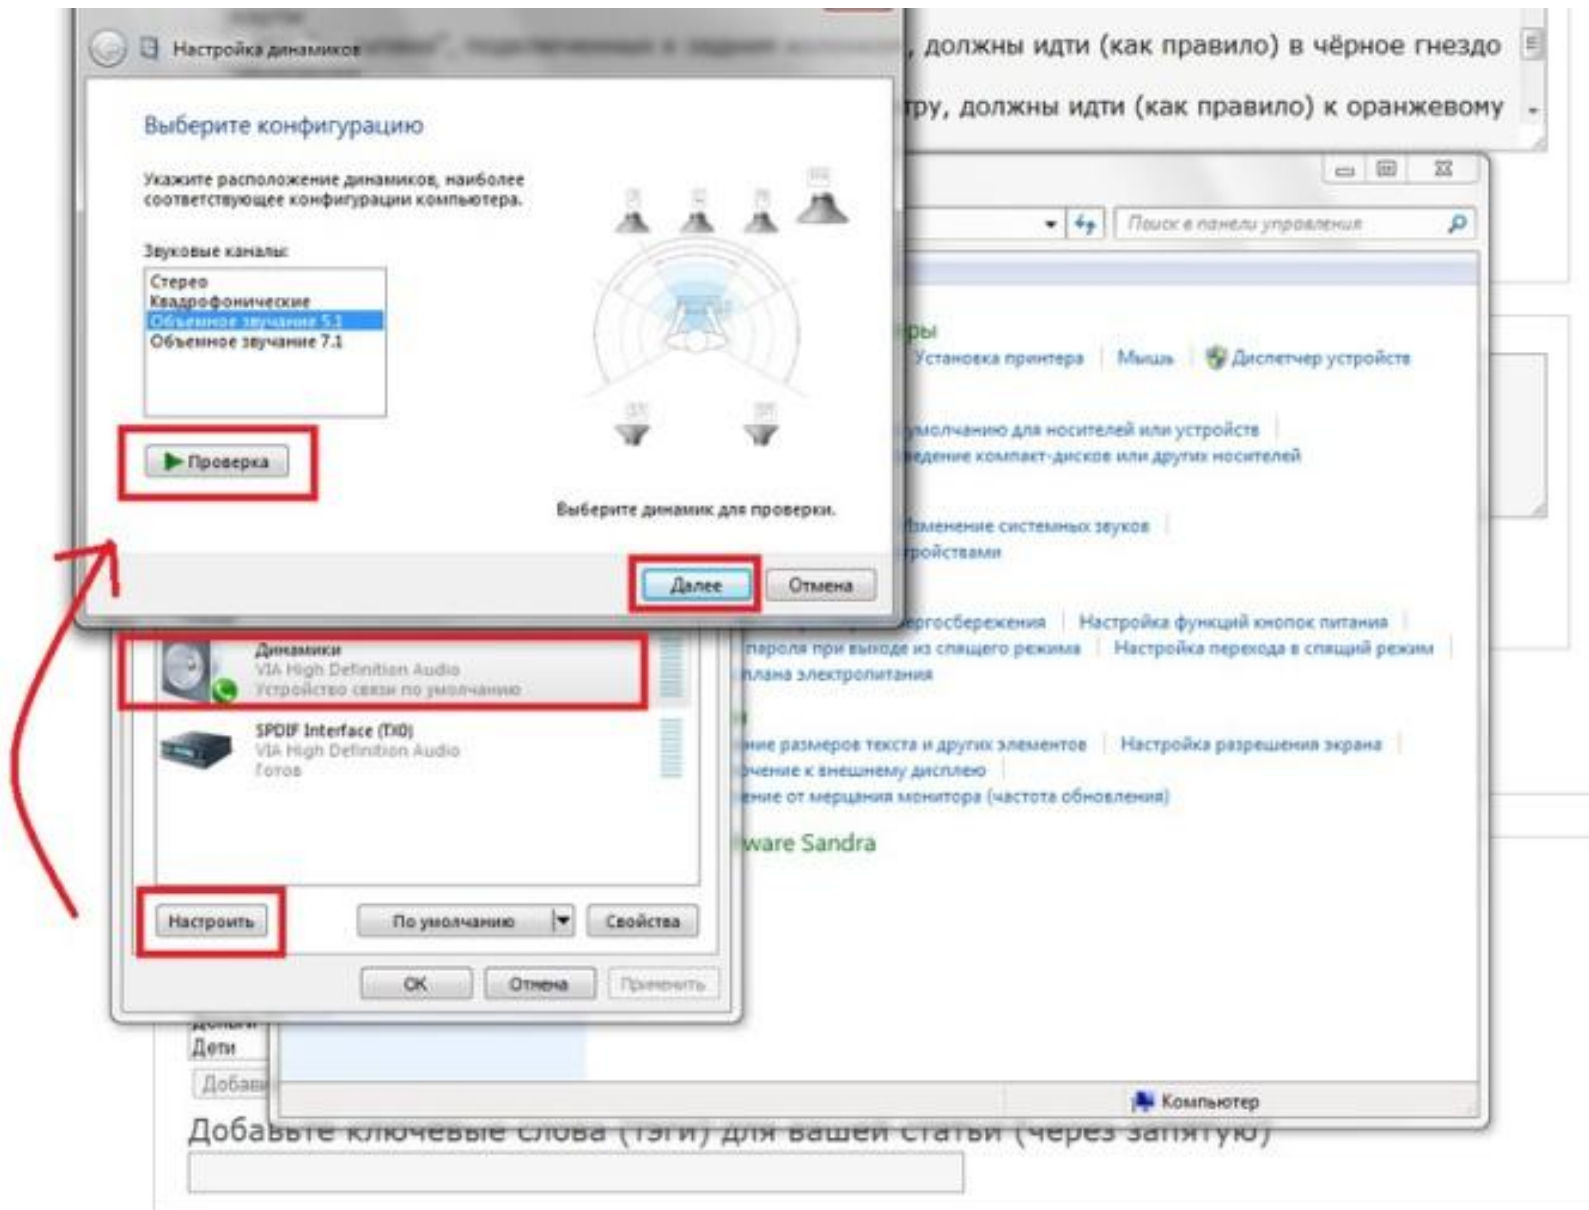 Настройка динамиков
, должны идти (как правило) в чёрное гнездо
тру, должны идти (как правило) к оранжевому
Выберите конфигурацию
Укажите расположение динамиков, наиболее
соответствующее конфигурации компьютера.
Звуковые каналы:
Стерео
Квадрофонические
Объемное звучание 5.1
Объемное звучание 7.1
Проверка
Выберите динамик для проверки.
Далее
Отмена
Поиск в панели управления
ры
Установка принтера
Мышь
Диспетчер устройств
умолчанию для носителей или устройств
ведение компакт-дисков или других носителей
Изменение системных звуков
тройствами
ергосбережения
Настройка функций кнопок питания
пароля при выходе из спящего режима
Настройка перехода в спящий режим
плана электропитания
ние размеров текста и других элементов
Настройка разрешения экрана
ючение к внешнему дисплею
ение от мерцания монитора (частота обновления)
ware Sandra
Динамики
VIA High Definition Audio
Устройство связи по умолчанию
SPDIF Interface (TX0)
VIA High Definition Audio
Готов
Настроить
По умолчанию
Свойства
OK
Отмена
Применить
Деньги
Дети
Добави
Компьютер
Добавьте ключевые слова (тэги) для вашей статьи (через запятую)